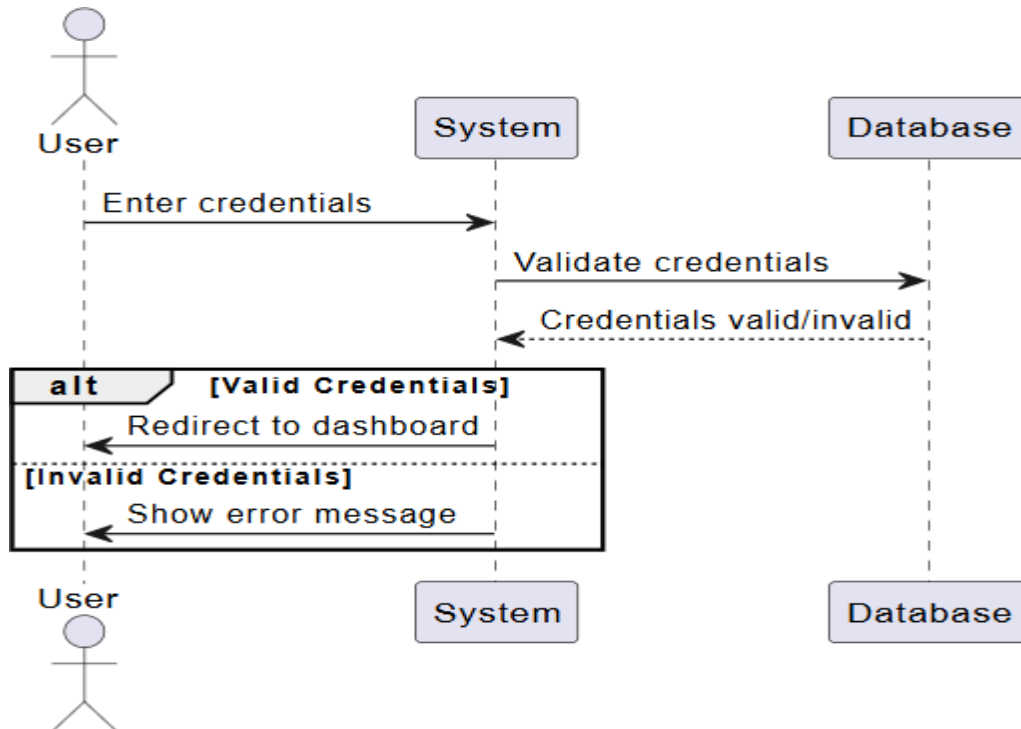 User
System
Database
Enter credentials
Validate credentials
Credentials valid/invalid
alt [Valid Credentials]
Redirect to dashboard
[Invalid Credentials]
Show error message
User
System
Database